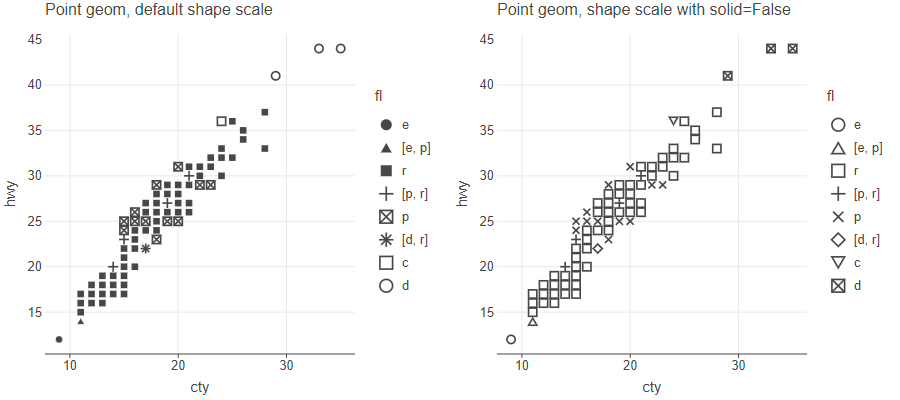 Point geom, default shape scale
45
40
35
30
25
20
15
hwy
10
20
30
cty
fl
e
[e, p]
r
[p, r]
p
[d, r]
c
d
Point geom, shape scale with solid=False
45
40
35
30
25
20
15
hwy
10
20
30
cty
fl
e
[e, p]
r
[p, r]
p
[d, r]
c
d